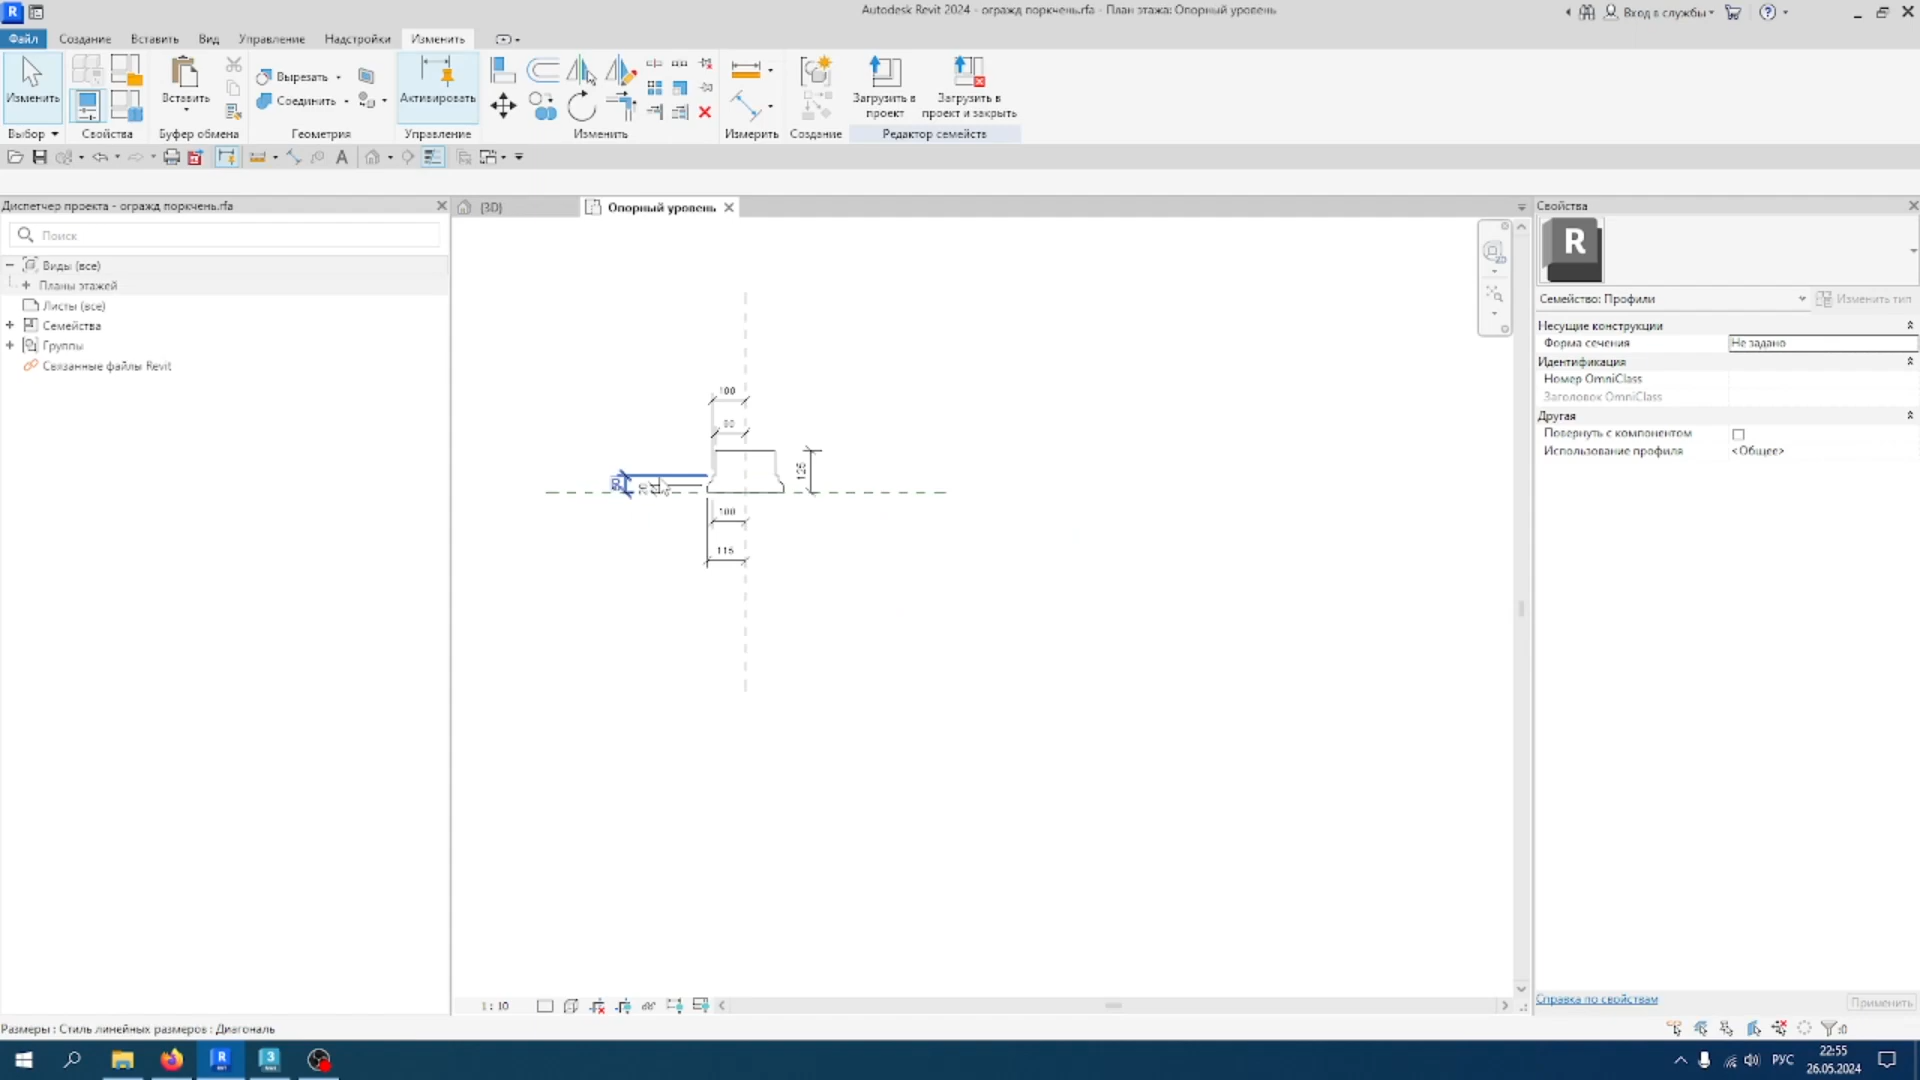 Autodesk Revit 2024 - огражд поркчень.rfa - План этажа: Опорный уровень
Вход в службы
Файл Создание Вставить Вид Управление Надстройки Изменить
Изменить
Вставить
Вырезать
Соединить
Активировать
Загрузить в проект
Загрузить в проект и закрыть
Выбор Свойства Буфер обмена Геометрия Управление Изменить Измерить Создание Редактор семейств
Диспетчер проекта - огражд поркчень.rfa
{3D}
Опорный уровень
Свойства
Поиск
Виды (все)
Планы этажей
Листы (все)
Семейства
Группы
Связанные файлы Revit
R
Семейство: Профили
Изменить тип
Несущие конструкции
Форма сечения Не задано
Идентификация
Номер OmniClass
Заголовок OmniClass
Другая
Повернуть с компонентом
Использование профиля <Общее>
100
125
20
100
115
1 : 10
Справка по свойствам
Применить
Размеры : Стиль линейных размеров : Диагональ
:0
РУС
22:55
26.05.2024